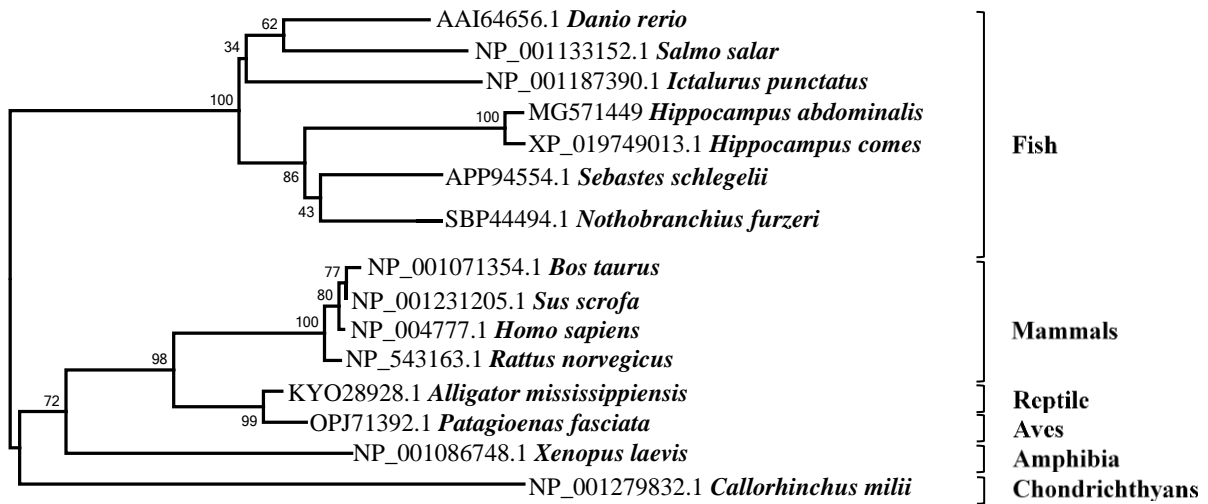 AAI64656.1 Danio rerio
62
NP_001133152.1 Salmo salar
34
NP_001187390.1 Ictalurus punctatus
100
MG571449 Hippocampus abdominalis
100
XP_019749013.1 Hippocampus comes
Fish
86
APP94554.1 Sebastes schlegelii
43
SBP44494.1 Nothobranchius furzeri
77
NP_001071354.1 Bos taurus
80
NP_001231205.1 Sus scrofa
100
NP_004777.1 Homo sapiens
Mammals
98
NP_543163.1 Rattus norvegicus
KYO28928.1 Alligator mississippiensis
Reptile
72
99
OPJ71392.1 Patagioenas fasciata
Aves
NP_001086748.1 Xenopus laevis
Amphibia
NP_001279832.1 Callorhinchus milii
Chondrichthyans